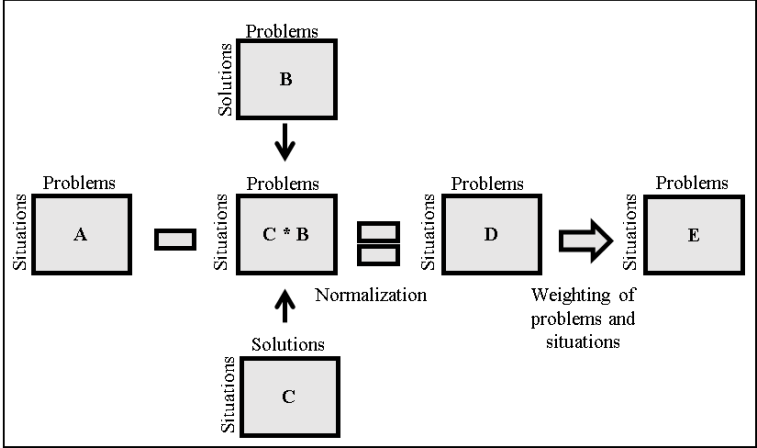 Problems
Solutions
B
Problems
Situations
A
Problems
Situations
C * B
Problems
Situations
D
Problems
Situations
E
Normalization
Weighting of
problems and
situations
Solutions
Situations
C